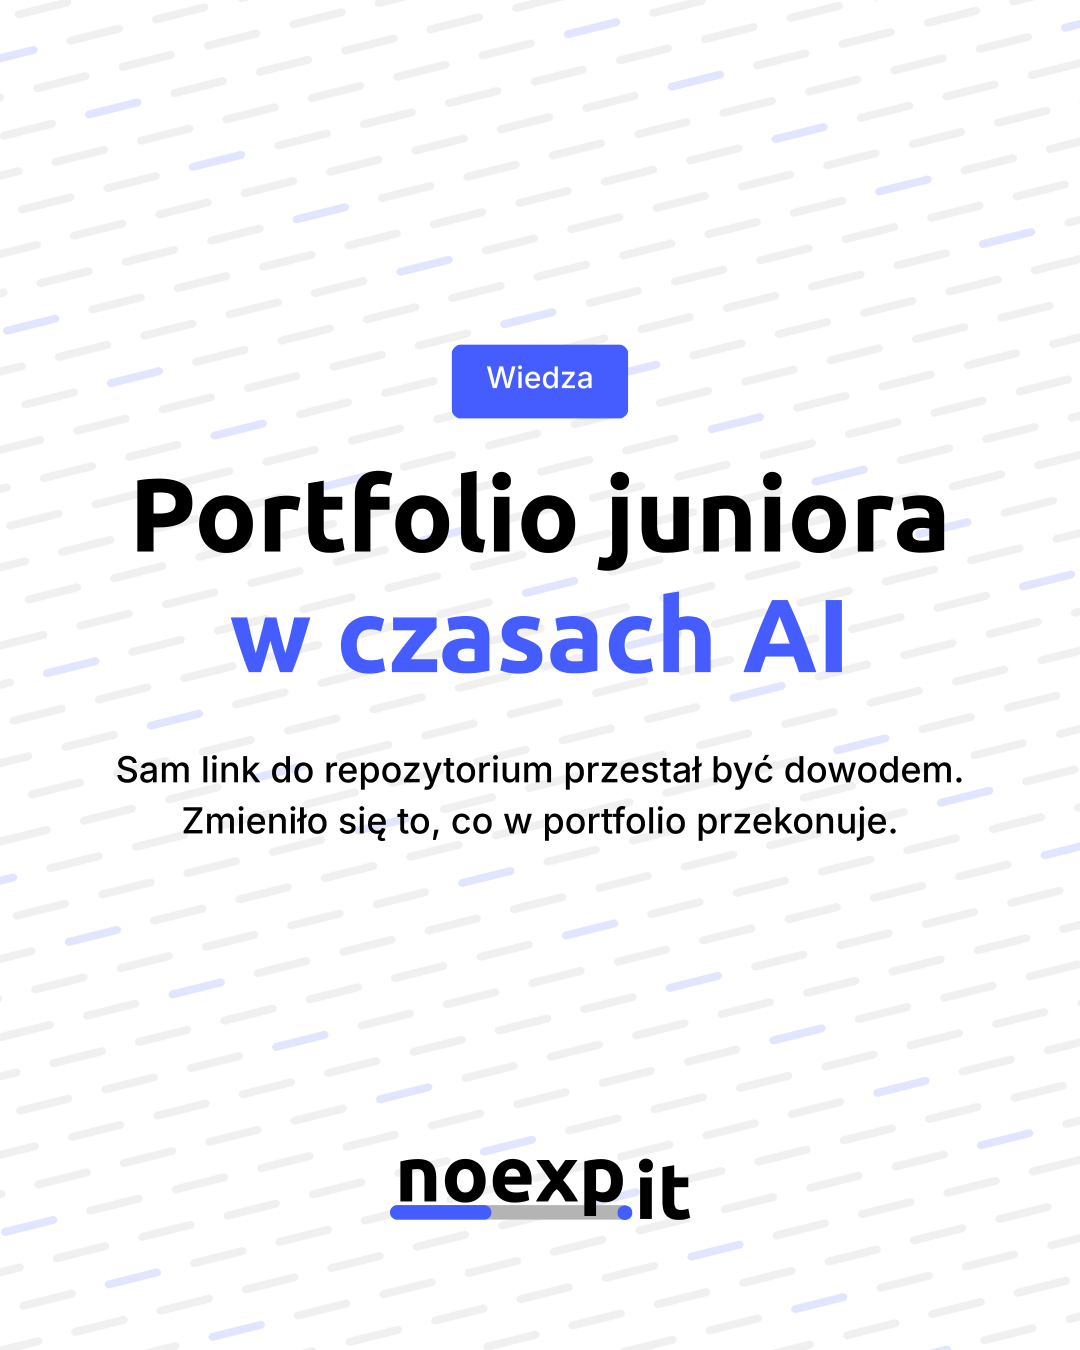 Wiedza
Portfolio juniora
w czasach AI
Sam link do repozytorium przestał być dowodem.
Zmieniło się to, co w portfolio przekonuje.
noexp.it